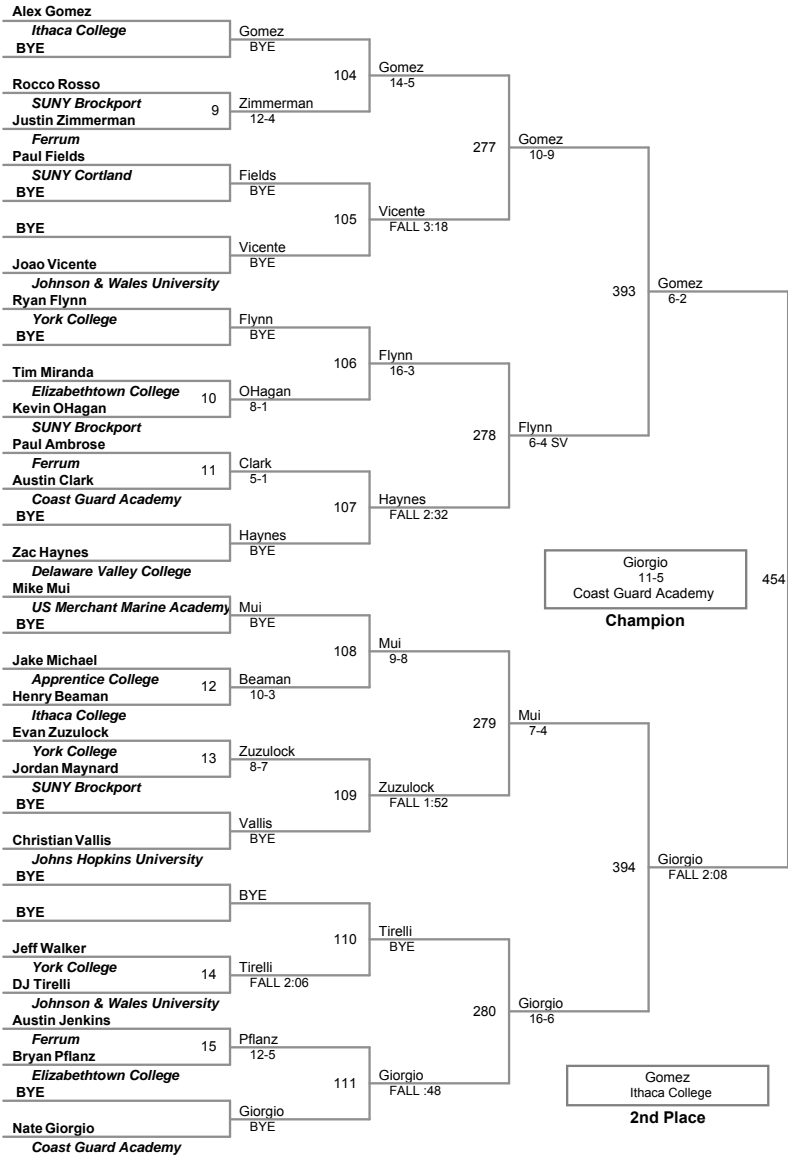 Alex Gomez
Ithaca College
BYE
Rocco Rosso
SUNY Brockport
Justin Zimmerman
Ferrum
Paul Fields
SUNY Cortland
BYE
BYE
Joao Vicente
Johnson & Wales University
Ryan Flynn
York College
BYE
Tim Miranda
Elizabethtown College
Kevin OHagan
SUNY Brockport
Paul Ambrose
Ferrum
Austin Clark
Coast Guard Academy
BYE
Zac Haynes
Delaware Valley College
Mike Mui
US Merchant Marine Academy
BYE
Jake Michael
Apprentice College
Henry Beaman
Ithaca College
Evan Zuzulock
York College
Jordan Maynard
SUNY Brockport
BYE
Christian Vallis
Johns Hopkins University
BYE
BYE
Jeff Walker
York College
DJ Tirelli
Johnson & Wales University
Austin Jenkins
Ferrum
Bryan Pflanz
Elizabethtown College
BYE
Nate Giorgio
Coast Guard Academy
9
10
11
12
13
14
15
Gomez
BYE
Zimmerman
12-4
Fields
BYE
Vicente
BYE
Flynn
BYE
OHagan
8-1
Clark
5-1
Haynes
BYE
Mui
BYE
Beaman
10-3
Zuzulock
8-7
Vallis
BYE
BYE
Tirelli
FALL 2:06
Pflanz
12-5
Giorgio
BYE
104
105
106
107
108
109
110
111
Gomez
14-5
Vicente
FALL 3:18
Flynn
16-3
Haynes
FALL 2:32
Mui
9-8
Zuzulock
FALL 1:52
Tirelli
BYE
Giorgio
FALL :48
277
278
279
280
Gomez
10-9
Flynn
6-4 SV
Mui
7-4
Giorgio
16-6
393
394
Gomez
6-2
Giorgio
FALL 2:08
454
Giorgio
11-5
Coast Guard Academy
Champion
Gomez
Ithaca College
2nd Place